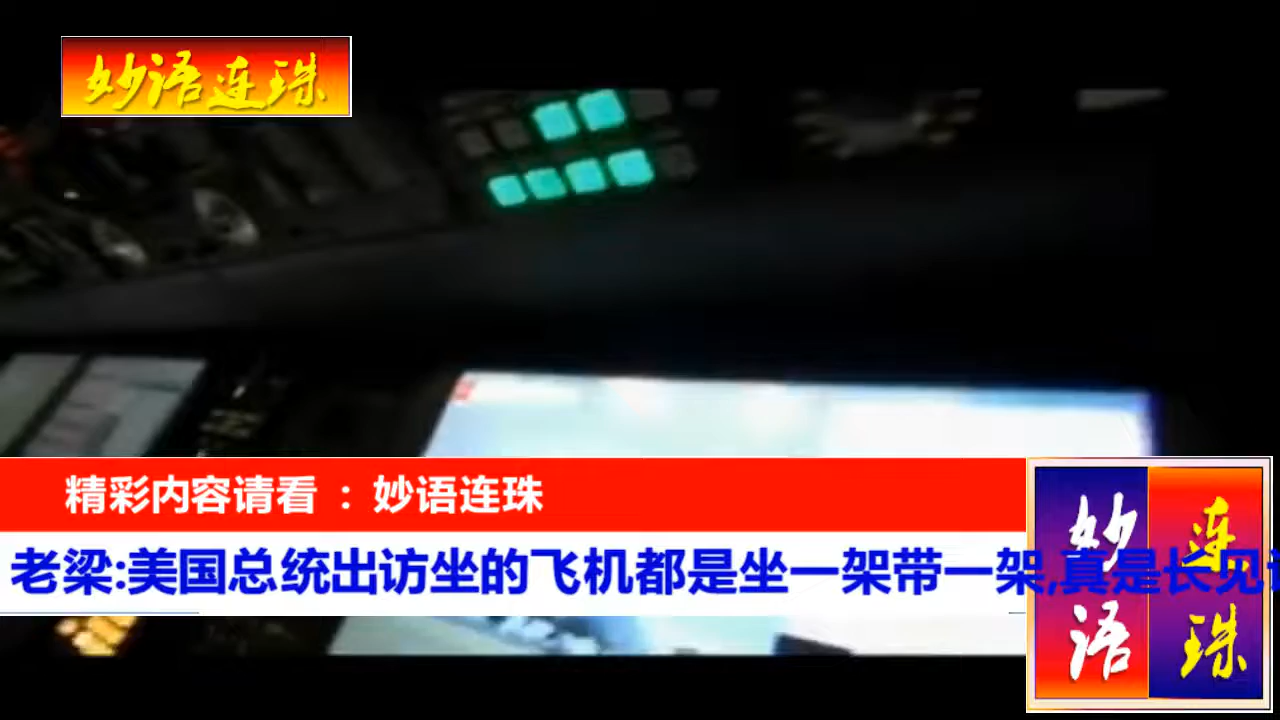 妙语连珠
精彩内容请看 : 妙语连珠
老梁:美国总统出访坐的飞机都是坐一架带一架,真是长见
妙语
连珠